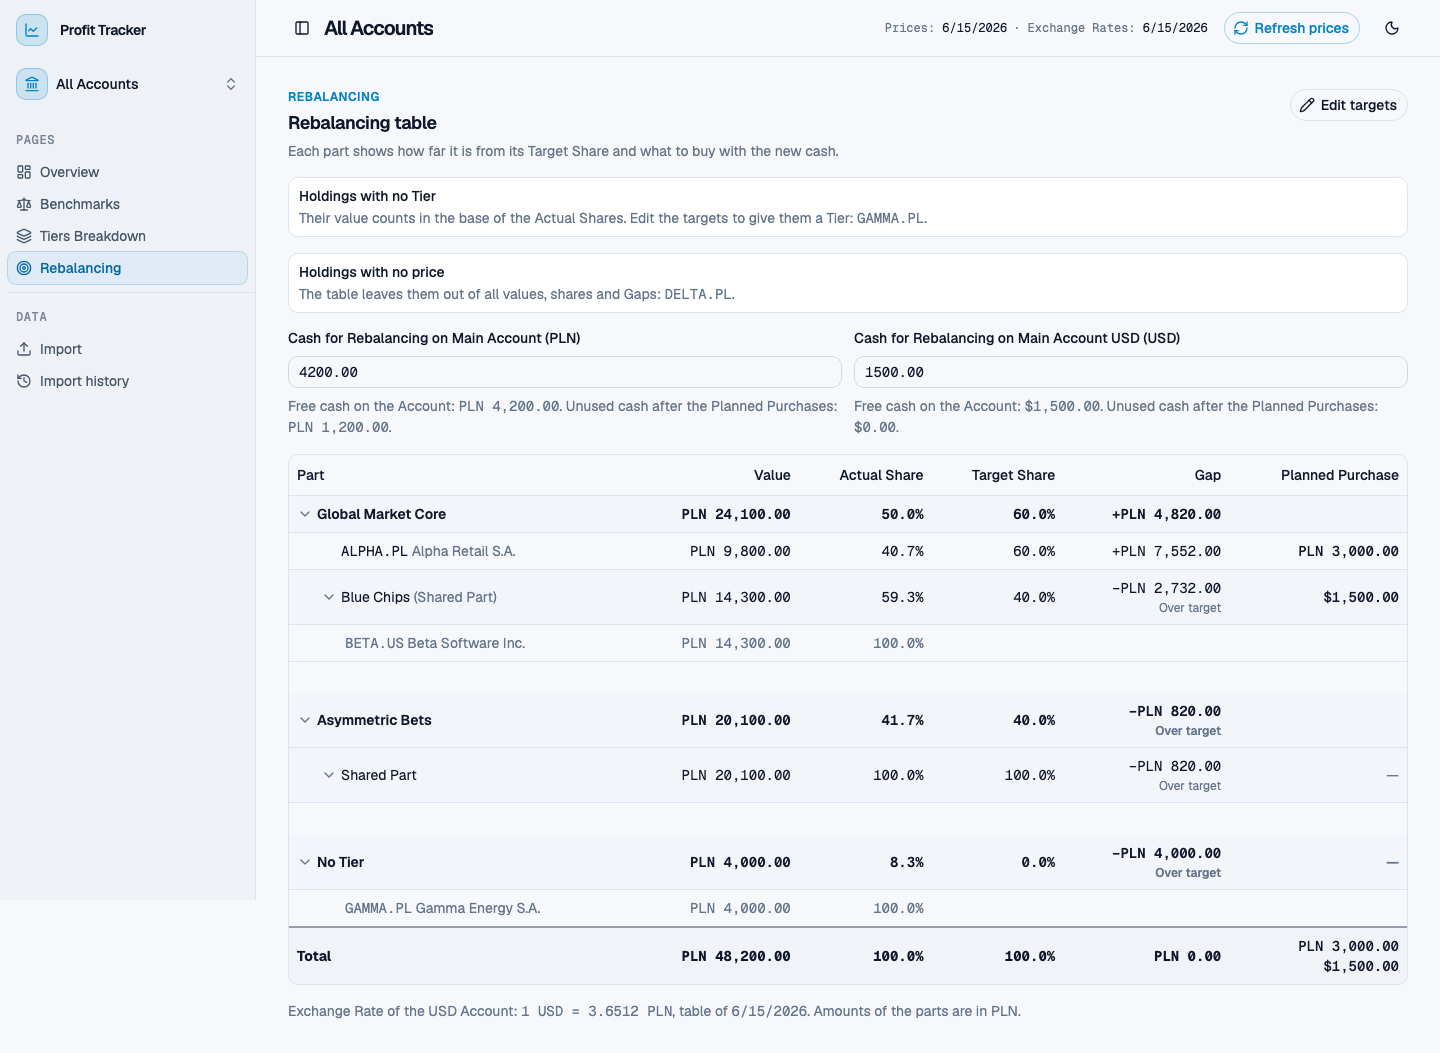 Profit Tracker
All Accounts
PAGES
Overview
Benchmarks
Tiers Breakdown
Rebalancing
DATA
Import
Import history
All Accounts
Prices: 6/15/2026 · Exchange Rates: 6/15/2026
Refresh prices
REBALANCING
Rebalancing table
Each part shows how far it is from its Target Share and what to buy with the new cash.
Edit targets
Holdings with no Tier
Their value counts in the base of the Actual Shares. Edit the targets to give them a Tier: GAMMA.PL.
Holdings with no price
The table leaves them out of all values, shares and Gaps: DELTA.PL.
Cash for Rebalancing on Main Account (PLN)
4200.00
Free cash on the Account: PLN 4,200.00. Unused cash after the Planned Purchases:
PLN 1,200.00.
Cash for Rebalancing on Main Account USD (USD)
1500.00
Free cash on the Account: $1,500.00. Unused cash after the Planned Purchases:
$0.00.
Part Value Actual Share Target Share Gap Planned Purchase
Global Market Core PLN 24,100.00 50.0% 60.0% +PLN 4,820.00
ALPHA.PL Alpha Retail S.A. PLN 9,800.00 40.7% 60.0% +PLN 7,552.00 PLN 3,000.00
Blue Chips (Shared Part) PLN 14,300.00 59.3% 40.0% −PLN 2,732.00 $1,500.00
Over target
BETA.US Beta Software Inc. PLN 14,300.00 100.0%
Asymmetric Bets PLN 20,100.00 41.7% 40.0% −PLN 820.00
Over target
Shared Part PLN 20,100.00 100.0% 100.0% −PLN 820.00 —
Over target
No Tier PLN 4,000.00 8.3% 0.0% −PLN 4,000.00 —
Over target
GAMMA.PL Gamma Energy S.A. PLN 4,000.00 100.0%
Total PLN 48,200.00 100.0% 100.0% PLN 0.00 PLN 3,000.00
$1,500.00
Exchange Rate of the USD Account: 1 USD = 3.6512 PLN, table of 6/15/2026. Amounts of the parts are in PLN.